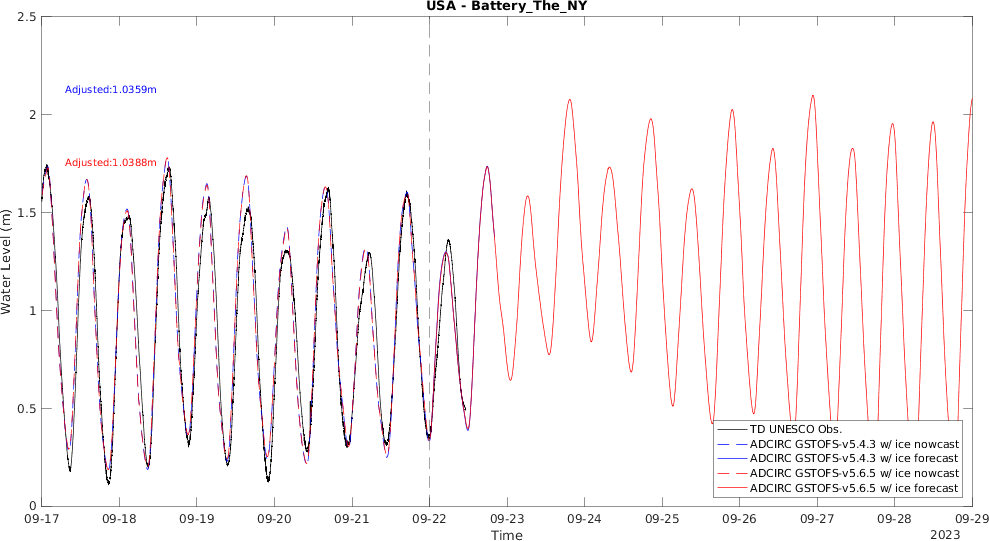 USA - Battery_The_NY
2.5
2
1.5
1
0.5
0
Water Level (m)
Adjusted:1.0359m
Adjusted:1.0388m
TD UNESCO Obs.
ADCIRC GSTOFS-v5.4.3 w/ ice nowcast
ADCIRC GSTOFS-v5.4.3 w/ ice forecast
ADCIRC GSTOFS-v5.6.5 w/ ice nowcast
ADCIRC GSTOFS-v5.6.5 w/ ice forecast
09-17 09-18 09-19 09-20 09-21 09-22 09-23 09-24 09-25 09-26 09-27 09-28 09-29
Time
2023